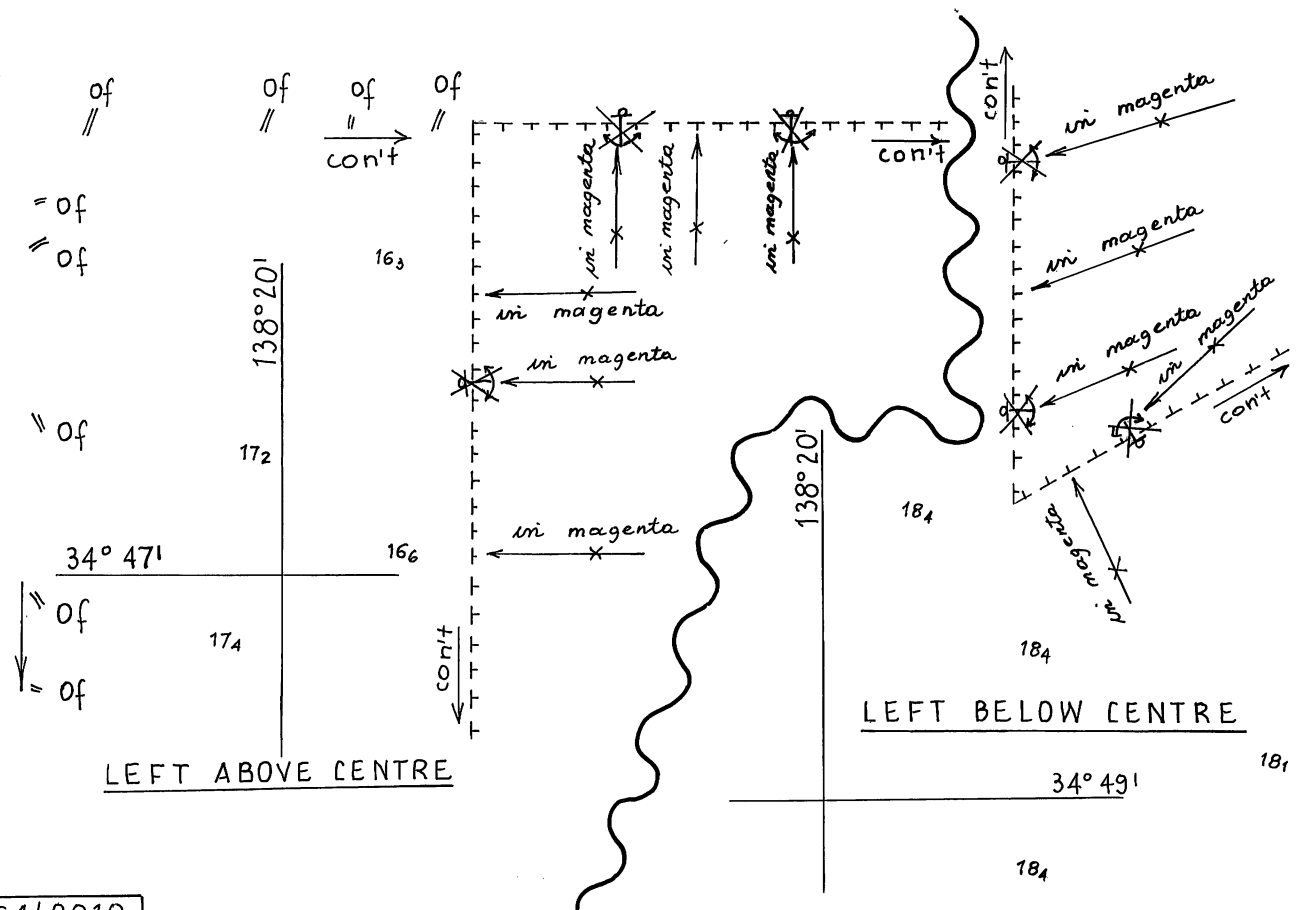 Of Of Of Of
con't
Of
Of
Of
Of
Of
16₃
17₂
16₆
17₄
138° 20'
34° 47'
in magenta
in magenta
in magenta
con't
in magenta
in magenta
in magenta
con't
LEFT ABOVE CENTRE
con't
in magenta
in magenta
in magenta
in magenta
con't
in magenta
138° 20'
18₄
18₄
LEFT BELOW CENTRE
18₁
34° 49'
18₄